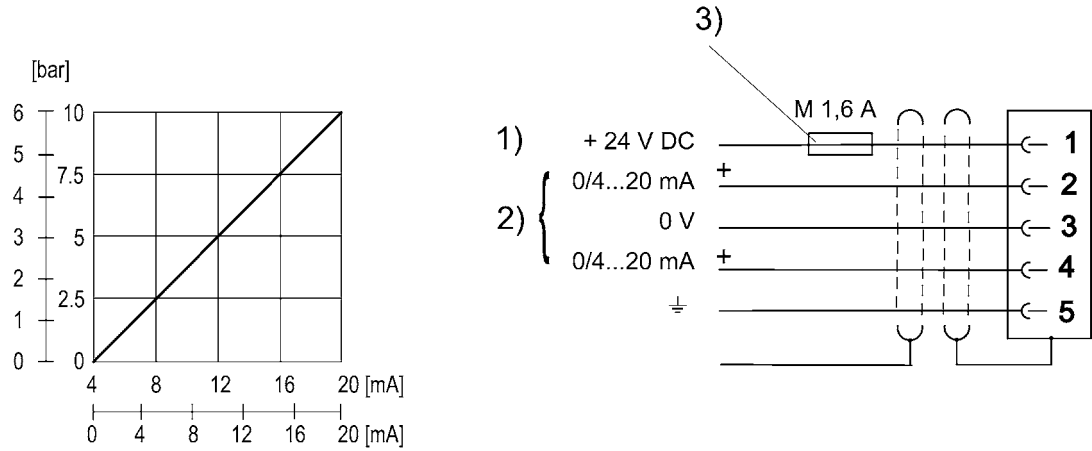 [bar]
6 10
5
7.5
4
3 5
2
2.5
1
0 0
4 8 12 16 20 [mA]
0 4 8 12 16 20 [mA]
3)
M 1,6 A
1) + 24 V DC 1
0/4...20 mA + 2
2) { 0 V 3
0/4...20 mA + 4
⏚ 5